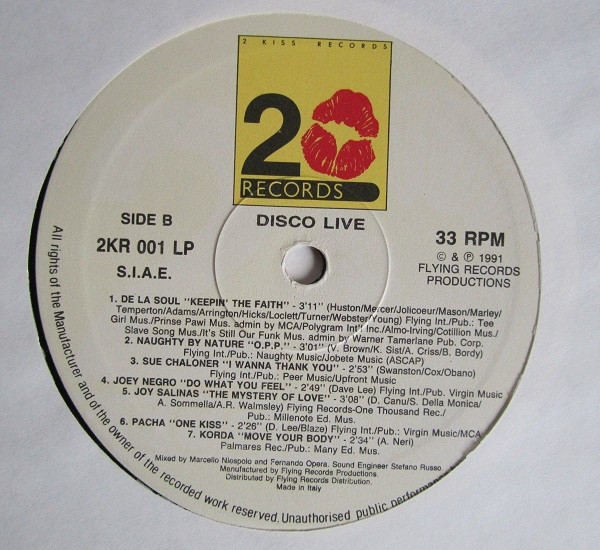 2 KISS RECORDS
2
RECORDS
SIDE B
DISCO LIVE
33 RPM
2KR 001 LP
© & ℗ 1991
S.I.A.E.
FLYING RECORDS
PRODUCTIONS
1. DE LA SOUL "KEEPIN' THE FAITH" - 3'11" (Huston/Mercer/Jolicoeur/Mason/Marley/
Temperton/Adams/Arrington/Hicks/Loclett/Turner/Webster/Young) Flying Int./Pub.: Tee
Girl Mus./Prinse Pawi Mus. admin by MCA/Polygram Int'l Inc./Almo-Irving/Cotillion Mus./
Slave Song Mus./It's Still Our Funk Mus. admin by Warner Tamerlane Pub. Corp.
2. NAUGHTY BY NATURE "O.P.P." - 3'01" (V. Brown/K. Sist/A. Criss/B. Bordy)
Flying Int./Pub.: Naughty Music/Jobete Music (ASCAP)
3. SUE CHALONER "I WANNA THANK YOU" - 2'53" (Swanston/Cox/Obano)
Flying Int./Pub.: Peer Music/Upfront Music
4. JOEY NEGRO "DO WHAT YOU FEEL" - 2'49" (Dave Lee) Flying Int./Pub. Virgin Music
5. JOY SALINAS "THE MYSTERY OF LOVE" - 3'08" (D. Canu/S. Della Monica/
A. Sommella/A.R. Walmsley) Flying Records-One Thousand Rec./
Pub.: Millenote Ed. Mus.
6. PACHA "ONE KISS" - 2'26" (D. Lee/Blaze) Flying Int./Pub.: Virgin Music/MCA
7. KORDA "MOVE YOUR BODY" - 2'34" (A. Neri)
Palmares Rec./Pub.: Many Ed. Mus.
Mixed by Marcello Niespolo and Fernando Opera. Sound Engineer Stefano Russo.
Manufactured by Flying Records Productions.
Distributed by Flying Records Distribution.
Made in Italy
All rights of the Manufacturer and of the owner of the recorded work reserved. Unauthorised public performance